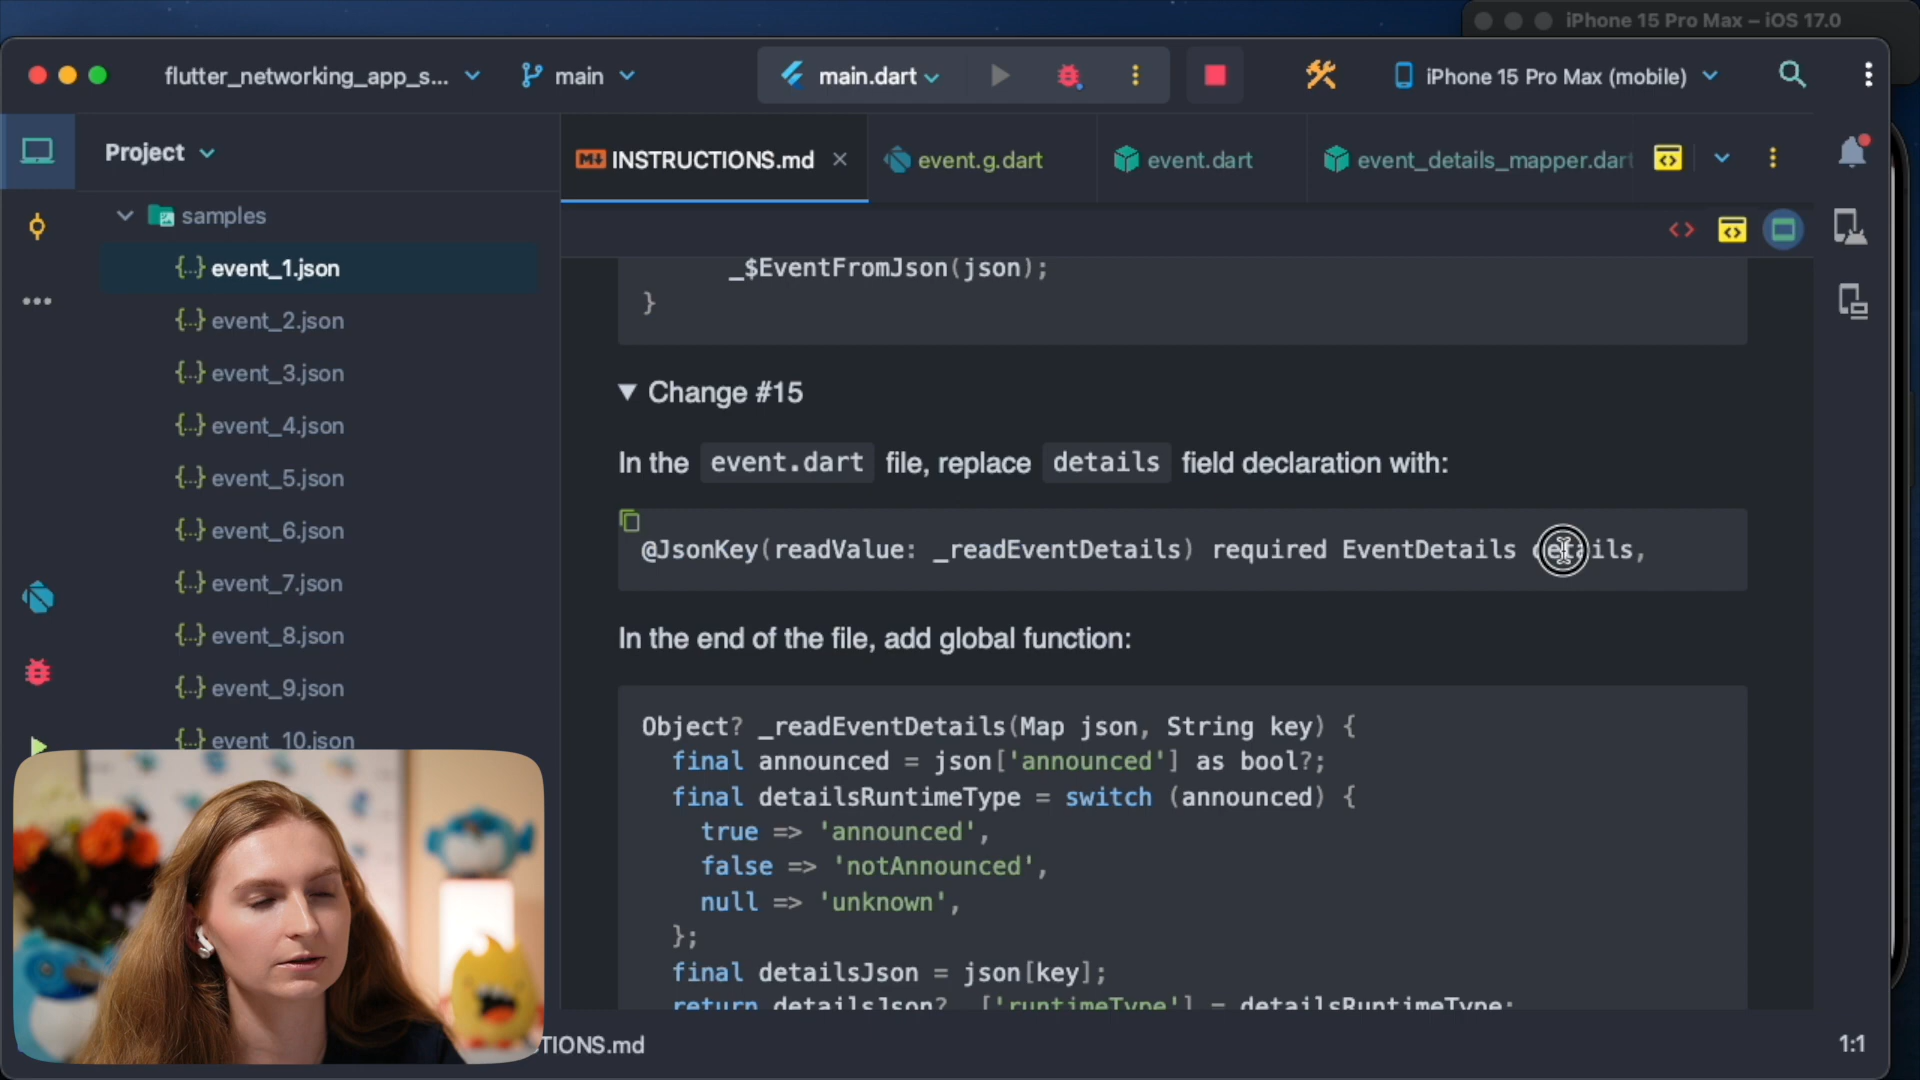 iPhone 15 Pro Max – iOS 17.0
flutter_networking_app_s...
main
main.dart
iPhone 15 Pro Max (mobile)
Project
INSTRUCTIONS.md
event.g.dart
event.dart
event_details_mapper.dart
samples
{...} event_1.json
{...} event_2.json
{...} event_3.json
{...} event_4.json
{...} event_5.json
{...} event_6.json
{...} event_7.json
{...} event_8.json
{...} event_9.json
{...} event_10.json
_$EventFromJson(json);
}
Change #15
In the event.dart file, replace details field declaration with:
@JsonKey(readValue: _readEventDetails) required EventDetails details,
In the end of the file, add global function:
Object? _readEventDetails(Map json, String key) {
final announced = json['announced'] as bool?;
final detailsRuntimeType = switch (announced) {
true => 'announced',
false => 'notAnnounced',
null => 'unknown',
};
final detailsJson = json[key];
return detailsJson?..['runtimeType'] = detailsRuntimeType;
TIONS.md
1:1